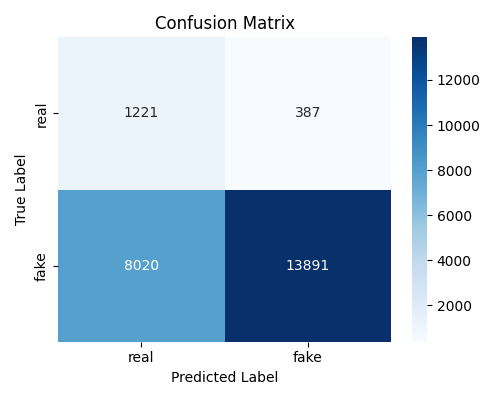 Confusion Matrix
True Label
real
1221
387
fake
8020
13891
real
fake
Predicted Label
12000
10000
8000
6000
4000
2000